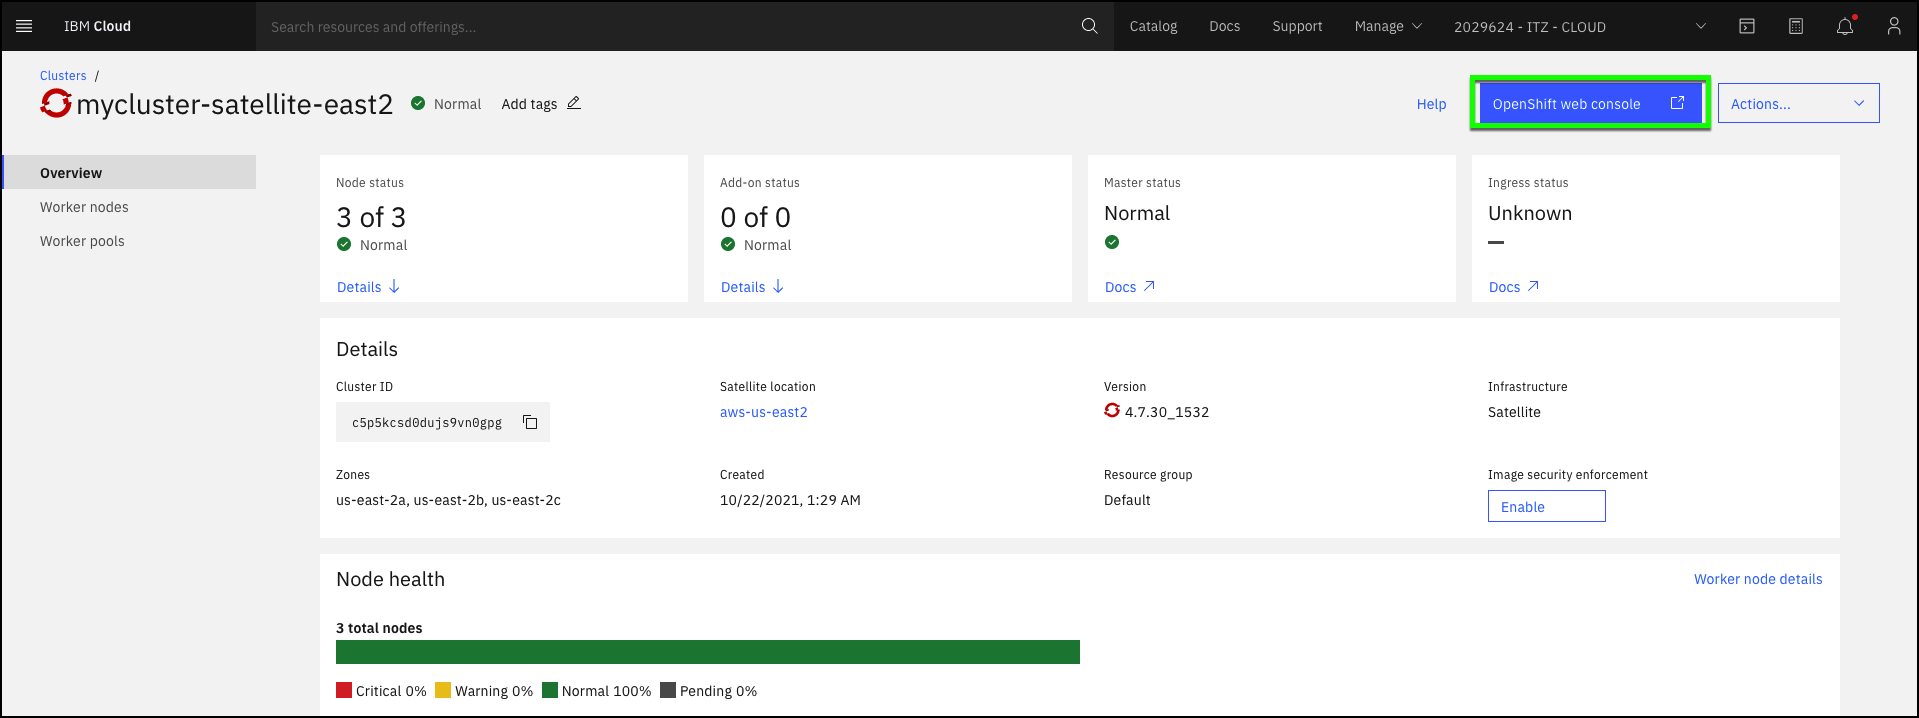 IBM Cloud
Search resources and offerings...
Catalog
Docs
Support
Manage
2029624 - ITZ - CLOUD
Clusters /
mycluster-satellite-east2
Normal
Add tags
Help
OpenShift web console
Actions...
Overview
Worker nodes
Worker pools
Node status
3 of 3
Normal
Details
Add-on status
0 of 0
Normal
Details
Master status
Normal
Docs
Ingress status
Unknown
Docs
Details
Cluster ID
c5p5kcsd0dujs9vn0gpg
Satellite location
aws-us-east2
Version
4.7.30_1532
Infrastructure
Satellite
Zones
us-east-2a, us-east-2b, us-east-2c
Created
10/22/2021, 1:29 AM
Resource group
Default
Image security enforcement
Enable
Node health
Worker node details
3 total nodes
Critical 0%
Warning 0%
Normal 100%
Pending 0%